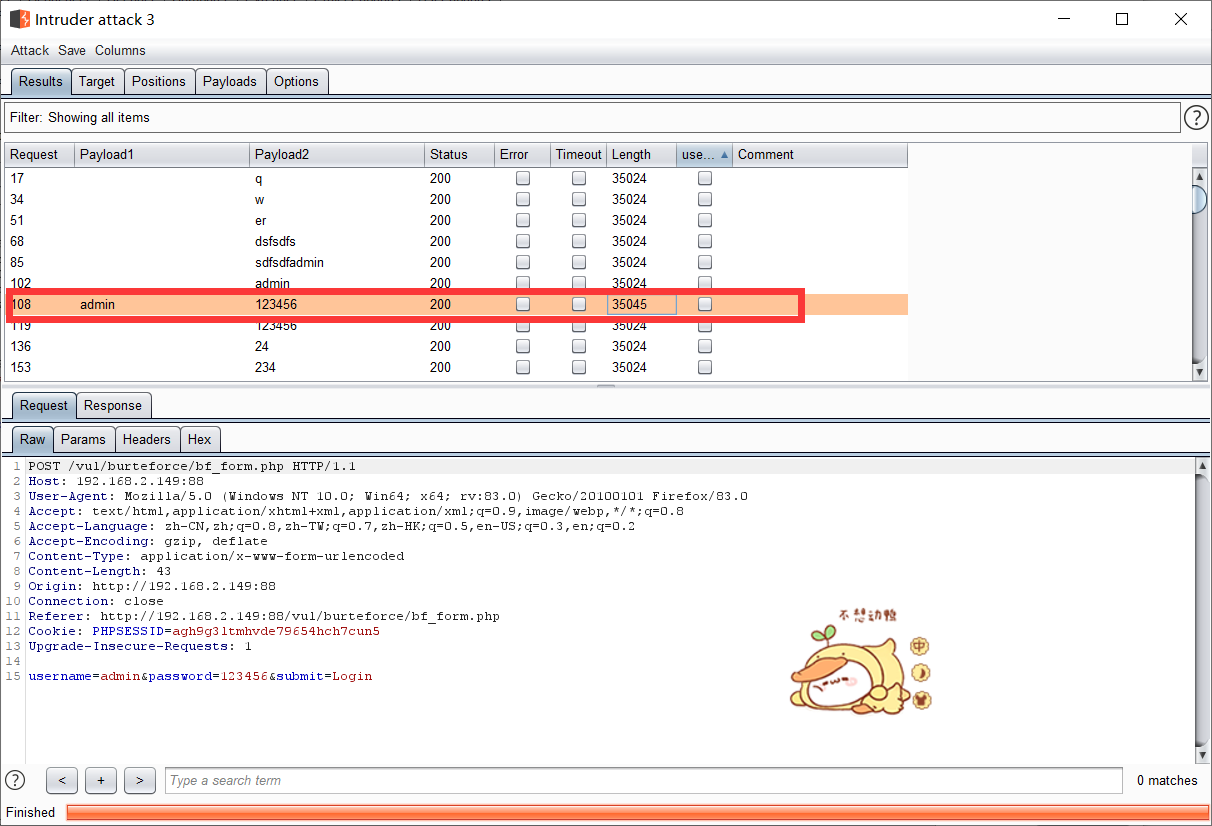 Intruder attack 3
Attack Save Columns
Results Target Positions Payloads Options
Filter: Showing all items ?
Request Payload1 Payload2 Status Error Timeout Length use... Comment
17 q 200 35024
34 w 200 35024
51 er 200 35024
68 dsfsdfs 200 35024
85 sdfsdfadmin 200 35024
102 admin 200 35024
108 admin 123456 200 35045
119 123456 200 35024
136 24 200 35024
153 234 200 35024
Request Response
Raw Params Headers Hex
1 POST /vul/burteforce/bf_form.php HTTP/1.1
2 Host: 192.168.2.149:88
3 User-Agent: Mozilla/5.0 (Windows NT 10.0; Win64; x64; rv:83.0) Gecko/20100101 Firefox/83.0
4 Accept: text/html,application/xhtml+xml,application/xml;q=0.9,image/webp,*/*;q=0.8
5 Accept-Language: zh-CN,zh;q=0.8,zh-TW;q=0.7,zh-HK;q=0.5,en-US;q=0.3,en;q=0.2
6 Accept-Encoding: gzip, deflate
7 Content-Type: application/x-www-form-urlencoded
8 Content-Length: 43
9 Origin: http://192.168.2.149:88
10 Connection: close
11 Referer: http://192.168.2.149:88/vul/burteforce/bf_form.php
12 Cookie: PHPSESSID=agh9g3ltmhvde79654hch7cun5
13 Upgrade-Insecure-Requests: 1
14
15 username=admin&password=123456&submit=Login
不想动鸭
中
? < + > Type a search term 0 matches
Finished